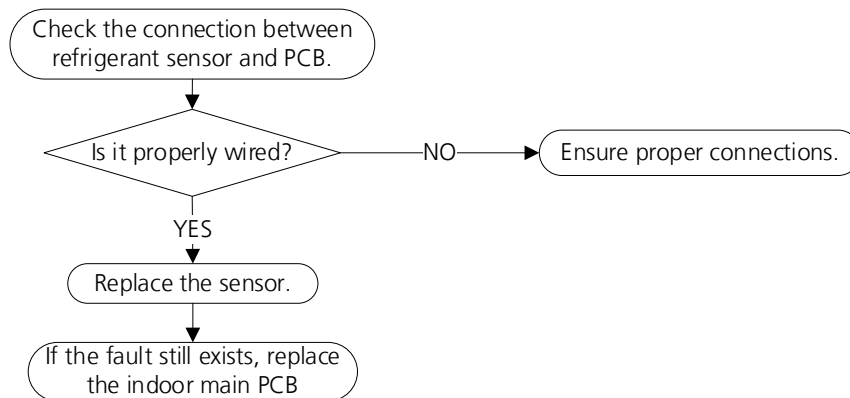 Check the connection between
refrigerant sensor and PCB.
Is it properly wired?
NO
Ensure proper connections.
YES
Replace the sensor.
If the fault still exists, replace
the indoor main PCB